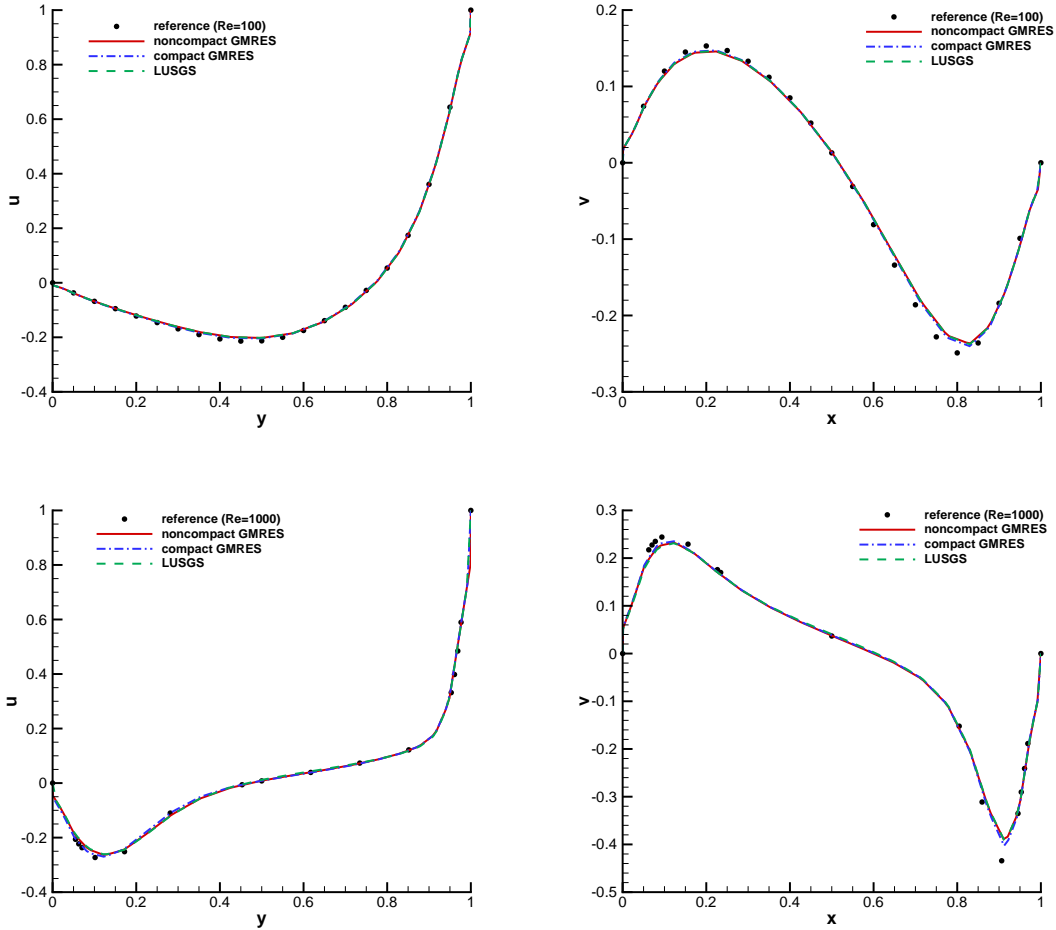 reference (Re=100)
noncompact GMRES
compact GMRES
LUSGS
1
0.8
0.6
0.4
0.2
0
-0.2
-0.4
u
0 0.2 0.4 0.6 0.8 1
y
reference (Re=100)
noncompact GMRES
compact GMRES
LUSGS
0.2
0.1
0
-0.1
-0.2
-0.3
v
0 0.2 0.4 0.6 0.8 1
x
reference (Re=1000)
noncompact GMRES
compact GMRES
LUSGS
1
0.8
0.6
0.4
0.2
0
-0.2
-0.4
u
0 0.2 0.4 0.6 0.8 1
y
reference (Re=1000)
noncompact GMRES
compact GMRES
LUSGS
0.3
0.2
0.1
0
-0.1
-0.2
-0.3
-0.4
-0.5
v
0 0.2 0.4 0.6 0.8 1
x